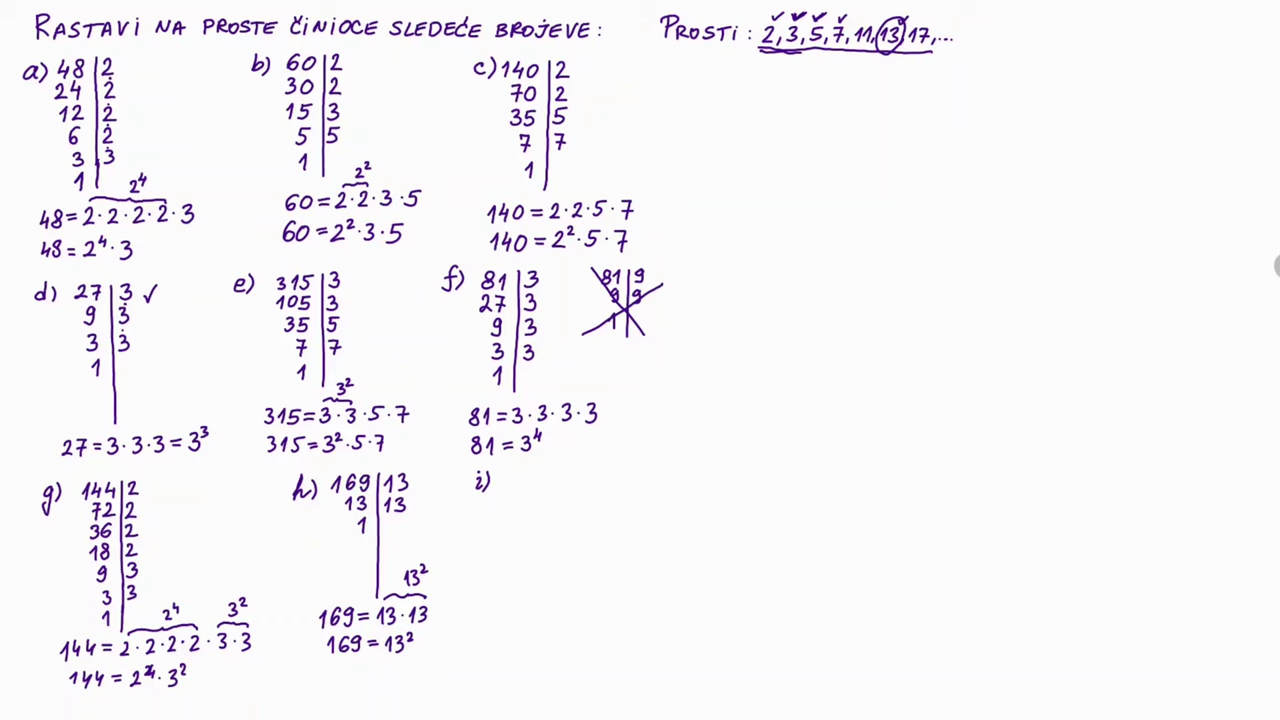 RASTAVI NA PROSTE ČINIOCE SLEDEĆE BROJEVE:
PROSTI: 2, 3, 5, 7, 11, 13, 17, ...
a) 48 | 2
24 | 2
12 | 2
6 | 2
3 | 3
1
2⁴
48 = 2·2·2·2·3
48 = 2⁴·3
b) 60 | 2
30 | 2
15 | 3
5 | 5
1
2²
60 = 2·2·3·5
60 = 2²·3·5
c) 140 | 2
70 | 2
35 | 5
7 | 7
1
140 = 2·2·5·7
140 = 2²·5·7
d) 27 | 3 ✓
9 | 3
3 | 3
1
27 = 3·3·3 = 3³
e) 315 | 3
105 | 3
35 | 5
7 | 7
1
3²
315 = 3·3·5·7
315 = 3²·5·7
f) 81 | 3
27 | 3
9 | 3
3 | 3
1
81 | 9
9 | 9
1
81 = 3·3·3·3
81 = 3⁴
g) 144 | 2
72 | 2
36 | 2
18 | 2
9 | 3
3 | 3
1
2⁴ 3²
144 = 2·2·2·2·3·3
144 = 2⁴·3²
h) 169 | 13
13 | 13
1
13²
169 = 13·13
169 = 13²
i)